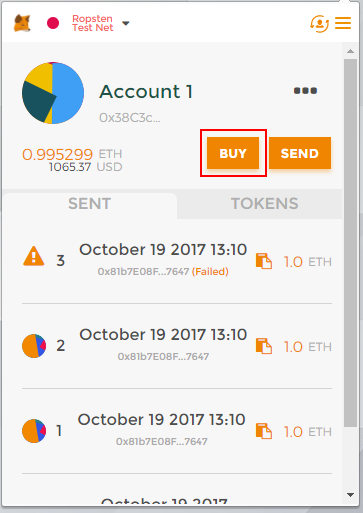 Ropsten
Test Net
Account 1
0x38C3c...
0.995299 ETH
1065.37 USD
BUY
SEND
SENT
TOKENS
3
October 19 2017 13:10
0x81b7E08F...7647 (Failed)
1.0 ETH
2
October 19 2017 13:10
0x81b7E08F...7647
1.0 ETH
1
October 19 2017 13:10
0x81b7E08F...7647
1.0 ETH
October 19 2017